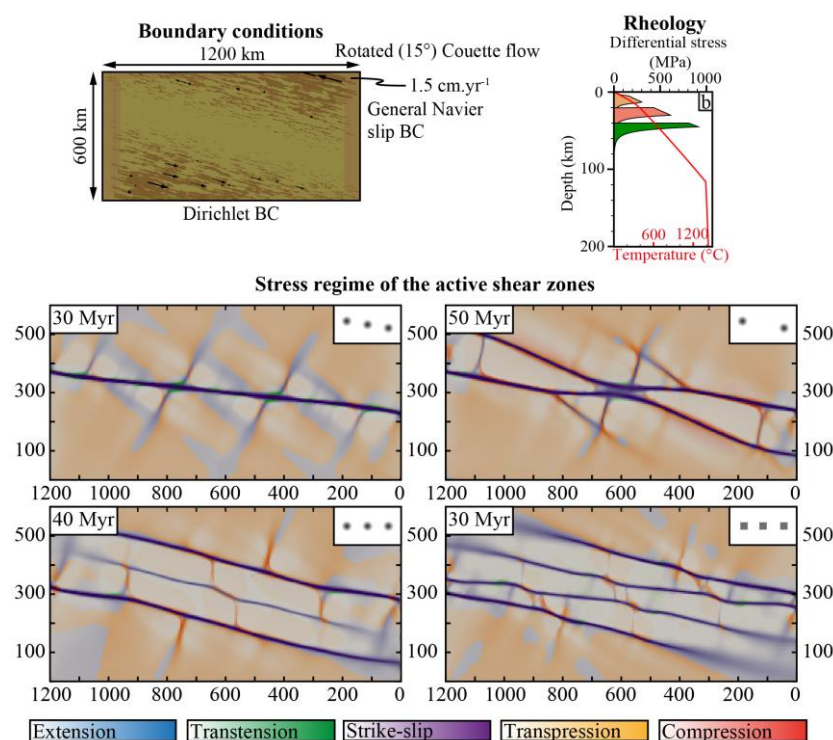 Boundary conditions
1200 km
Rotated (15°) Couette flow
1.5 cm.yr⁻¹
General Navier
slip BC
600 km
Dirichlet BC
Rheology
Differential stress
(MPa)
0 500 1000
b
0
100
200
Depth (km)
600 1200
Temperature (°C)
Stress regime of the active shear zones
30 Myr
500
300
100
1200 1000 800 600 400 200 0
50 Myr
500
300
100
1200 1000 800 600 400 200 0
40 Myr
500
300
100
1200 1000 800 600 400 200 0
30 Myr
500
300
100
1200 1000 800 600 400 200 0
Extension
Transtension
Strike-slip
Transpression
Compression